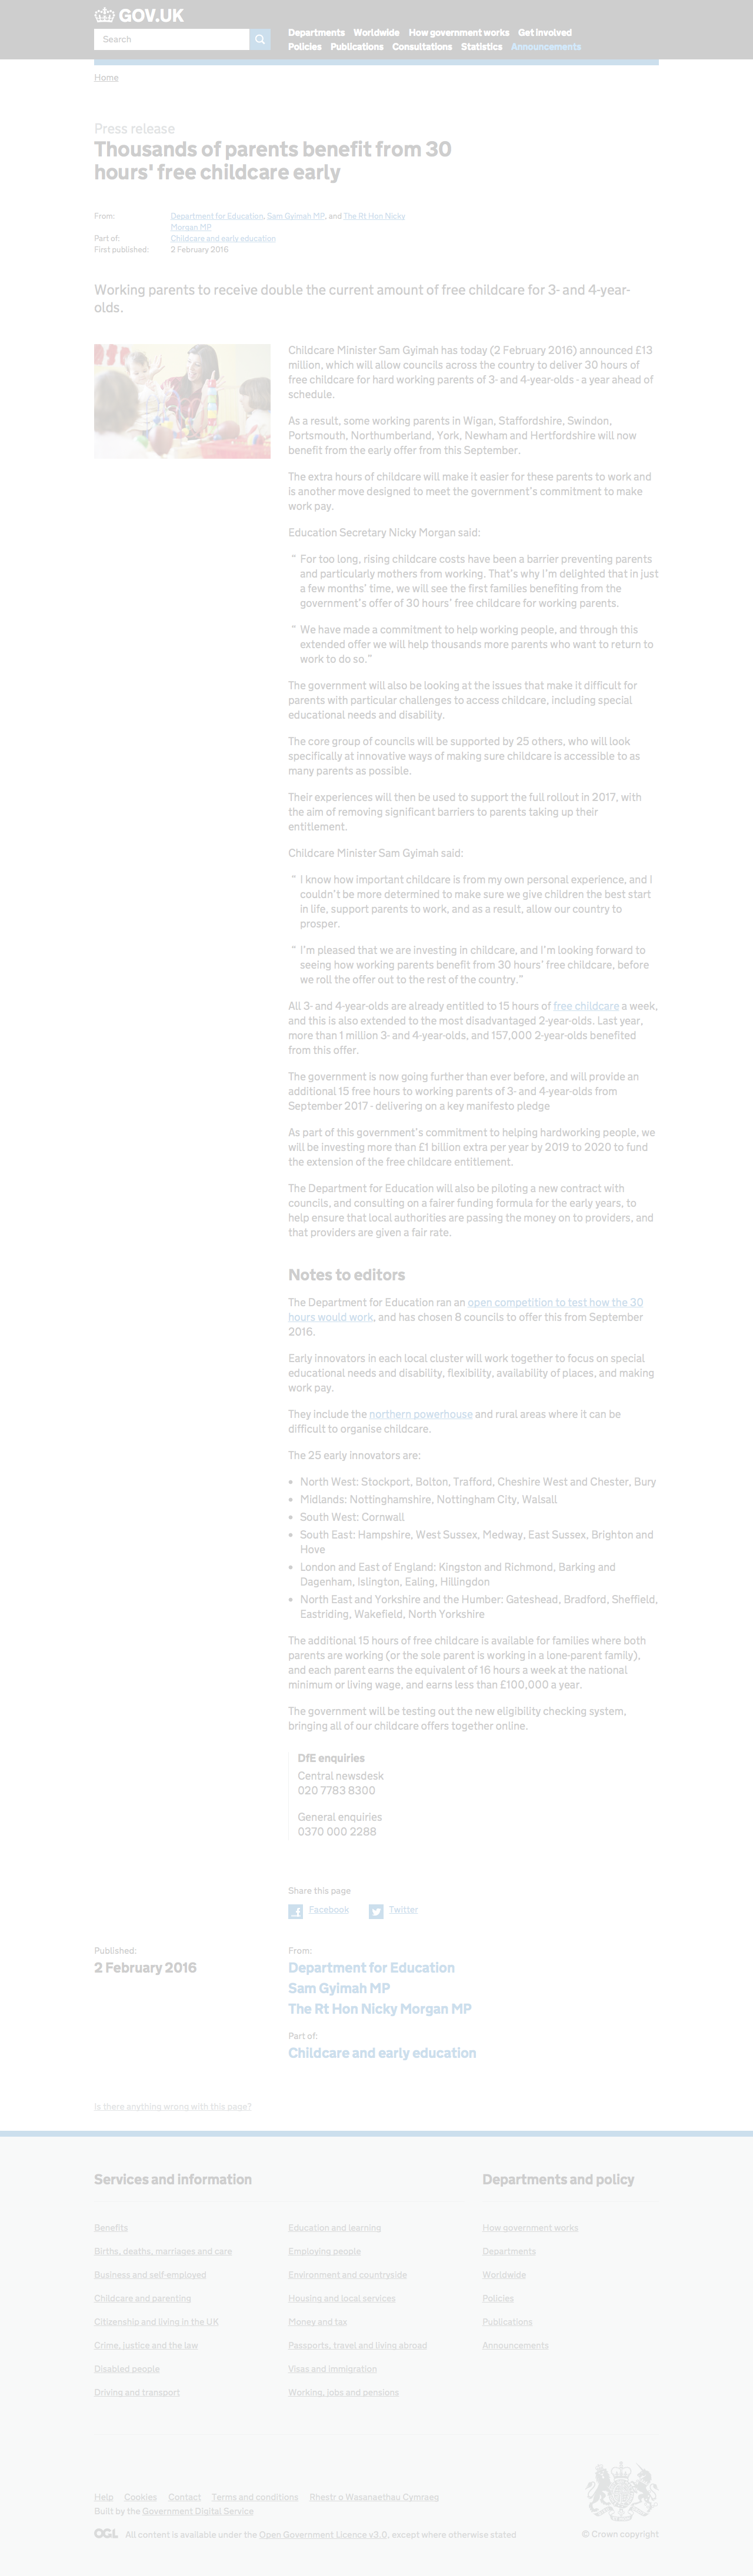 GOV.UK
Search
Departments Worldwide How government works Get involved
Policies Publications Consultations Statistics Announcements
Home
Press release
Thousands of parents benefit from 30
hours' free childcare early
From: Department for Education, Sam Gyimah MP, and The Rt Hon Nicky
Morgan MP
Part of: Childcare and early education
First published: 2 February 2016
Working parents to receive double the current amount of free childcare for 3- and 4-year-
olds.
Childcare Minister Sam Gyimah has today (2 February 2016) announced £13
million, which will allow councils across the country to deliver 30 hours of
free childcare for hard working parents of 3- and 4-year-olds - a year ahead of
schedule.
As a result, some working parents in Wigan, Staffordshire, Swindon,
Portsmouth, Northumberland, York, Newham and Hertfordshire will now
benefit from the early offer from this September.
The extra hours of childcare will make it easier for these parents to work and
is another move designed to meet the government's commitment to make
work pay.
Education Secretary Nicky Morgan said:
“ For too long, rising childcare costs have been a barrier preventing parents
and particularly mothers from working. That's why I'm delighted that in just
a few months' time, we will see the first families benefiting from the
government's offer of 30 hours' free childcare for working parents.
“ We have made a commitment to help working people, and through this
extended offer we will help thousands more parents who want to return to
work to do so.”
The government will also be looking at the issues that make it difficult for
parents with particular challenges to access childcare, including special
educational needs and disability.
The core group of councils will be supported by 25 others, who will look
specifically at innovative ways of making sure childcare is accessible to as
many parents as possible.
Their experiences will then be used to support the full rollout in 2017, with
the aim of removing significant barriers to parents taking up their
entitlement.
Childcare Minister Sam Gyimah said:
“ I know how important childcare is from my own personal experience, and I
couldn't be more determined to make sure we give children the best start
in life, support parents to work, and as a result, allow our country to
prosper.
“ I'm pleased that we are investing in childcare, and I'm looking forward to
seeing how working parents benefit from 30 hours' free childcare, before
we roll the offer out to the rest of the country.”
All 3- and 4-year-olds are already entitled to 15 hours of free childcare a week,
and this is also extended to the most disadvantaged 2-year-olds. Last year,
more than 1 million 3- and 4-year-olds, and 157,000 2-year-olds benefited
from this offer.
The government is now going further than ever before, and will provide an
additional 15 free hours to working parents of 3- and 4-year-olds from
September 2017 - delivering on a key manifesto pledge
As part of this government's commitment to helping hardworking people, we
will be investing more than £1 billion extra per year by 2019 to 2020 to fund
the extension of the free childcare entitlement.
The Department for Education will also be piloting a new contract with
councils, and consulting on a fairer funding formula for the early years, to
help ensure that local authorities are passing the money on to providers, and
that providers are given a fair rate.
Notes to editors
The Department for Education ran an open competition to test how the 30
hours would work, and has chosen 8 councils to offer this from September
2016.
Early innovators in each local cluster will work together to focus on special
educational needs and disability, flexibility, availability of places, and making
work pay.
They include the northern powerhouse and rural areas where it can be
difficult to organise childcare.
The 25 early innovators are:
• North West: Stockport, Bolton, Trafford, Cheshire West and Chester, Bury
• Midlands: Nottinghamshire, Nottingham City, Walsall
• South West: Cornwall
• South East: Hampshire, West Sussex, Medway, East Sussex, Brighton and
Hove
• London and East of England: Kingston and Richmond, Barking and
Dagenham, Islington, Ealing, Hillingdon
• North East and Yorkshire and the Humber: Gateshead, Bradford, Sheffield,
Eastriding, Wakefield, North Yorkshire
The additional 15 hours of free childcare is available for families where both
parents are working (or the sole parent is working in a lone-parent family),
and each parent earns the equivalent of 16 hours a week at the national
minimum or living wage, and earns less than £100,000 a year.
The government will be testing out the new eligibility checking system,
bringing all of our childcare offers together online.
DfE enquiries
Central newsdesk
020 7783 8300
General enquiries
0370 000 2288
Share this page
Facebook Twitter
Published:
2 February 2016
From:
Department for Education
Sam Gyimah MP
The Rt Hon Nicky Morgan MP
Part of:
Childcare and early education
Is there anything wrong with this page?
Services and information
Benefits
Births, deaths, marriages and care
Business and self-employed
Childcare and parenting
Citizenship and living in the UK
Crime, justice and the law
Disabled people
Driving and transport
Education and learning
Employing people
Environment and countryside
Housing and local services
Money and tax
Passports, travel and living abroad
Visas and immigration
Working, jobs and pensions
Departments and policy
How government works
Departments
Worldwide
Policies
Publications
Announcements
Help Cookies Contact Terms and conditions Rhestr o Wasanaethau Cymraeg
Built by the Government Digital Service
OGL All content is available under the Open Government Licence v3.0, except where otherwise stated
© Crown copyright